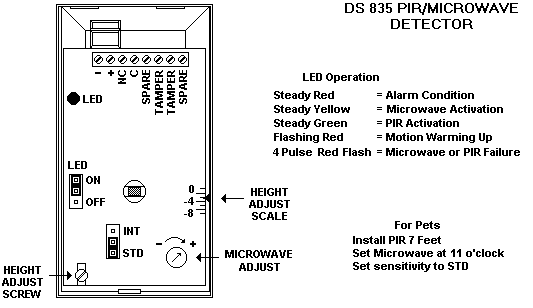 DS 835 PIR/MICROWAVE
DETECTOR
- + NC C SPARE TAMPER TAMPER SPARE
LED
LED Operation
Steady Red = Alarm Condition
Steady Yellow = Microwave Activation
Steady Green = PIR Activation
Flashing Red = Motion Warming Up
4 Pulse Red Flash = Microwave or PIR Failure
LED
ON
OFF
0
-4
-8
HEIGHT
ADJUST
SCALE
INT
STD
- +
MICROWAVE
ADJUST
HEIGHT
ADJUST
SCREW
For Pets
Install PIR 7 Feet
Set Microwave at 11 o'clock
Set sensitivity to STD